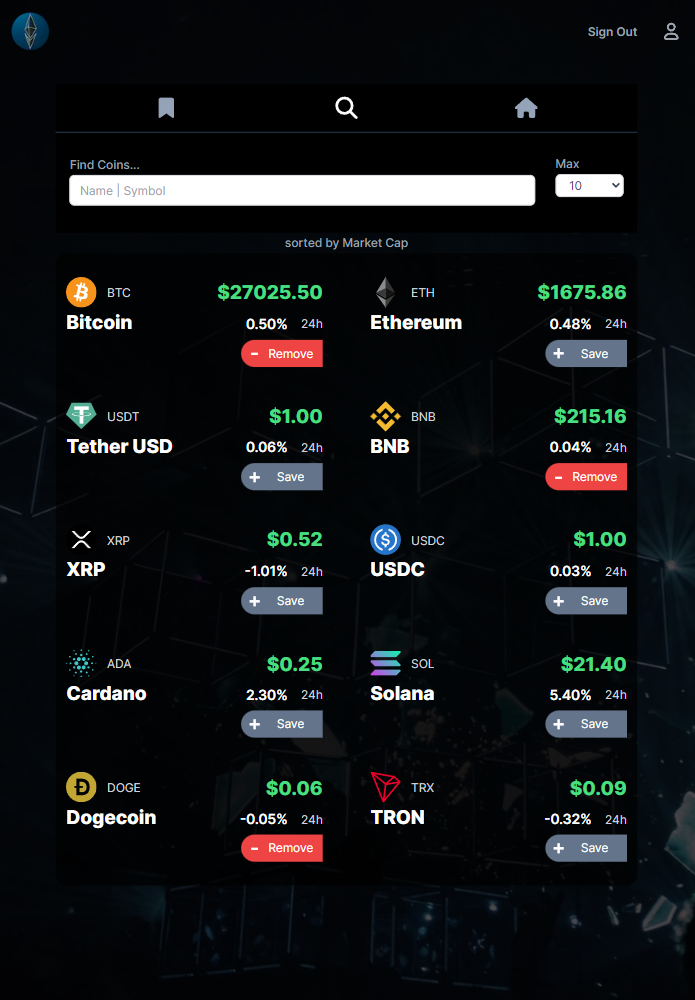 Sign Out
Find Coins...
Max
Name | Symbol
10
sorted by Market Cap
BTC
$27025.50
Bitcoin
0.50% 24h
- Remove
ETH
$1675.86
Ethereum
0.48% 24h
+ Save
USDT
$1.00
Tether USD
0.06% 24h
+ Save
BNB
$215.16
BNB
0.04% 24h
- Remove
XRP
$0.52
XRP
-1.01% 24h
+ Save
USDC
$1.00
USDC
0.03% 24h
+ Save
ADA
$0.25
Cardano
2.30% 24h
+ Save
SOL
$21.40
Solana
5.40% 24h
+ Save
DOGE
$0.06
Dogecoin
-0.05% 24h
- Remove
TRX
$0.09
TRON
-0.32% 24h
+ Save